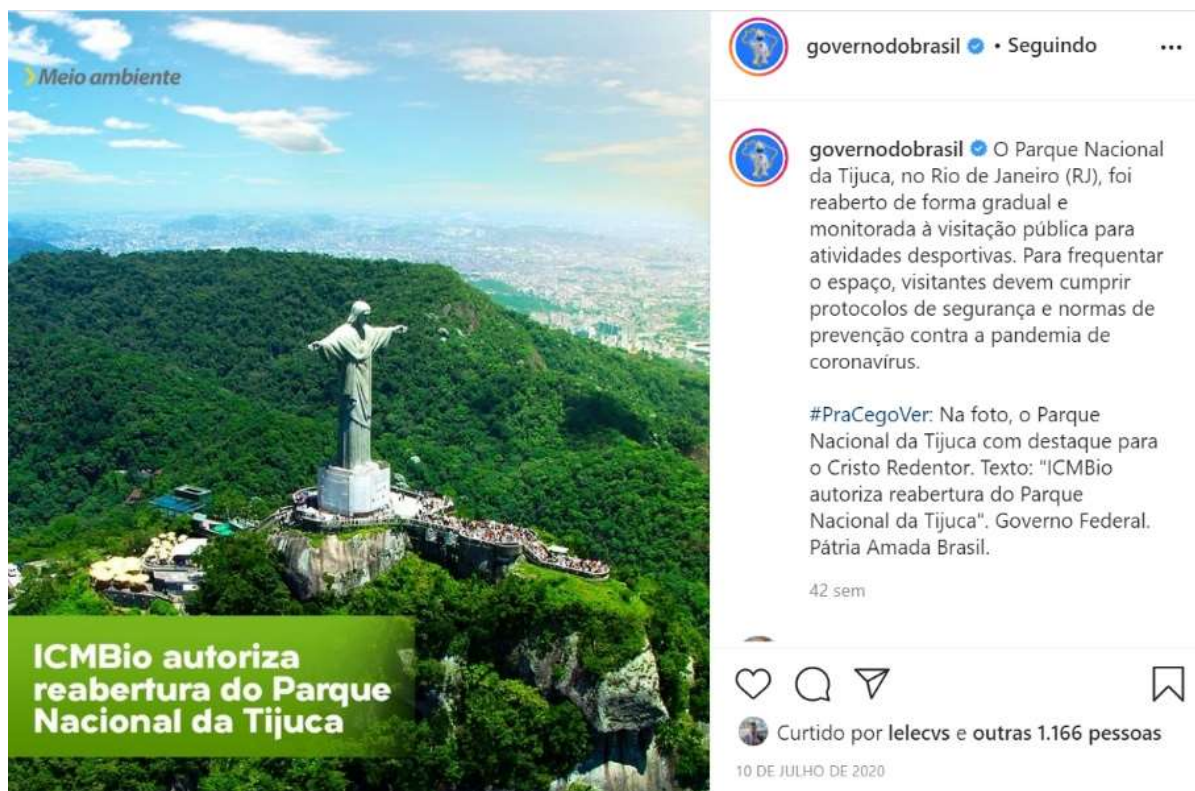 Meio ambiente
ICMBio autoriza
reabertura do Parque
Nacional da Tijuca
governodobrasil • Seguindo
governodobrasil O Parque Nacional
da Tijuca, no Rio de Janeiro (RJ), foi
reaberto de forma gradual e
monitorada à visitação pública para
atividades desportivas. Para frequentar
o espaço, visitantes devem cumprir
protocolos de segurança e normas de
prevenção contra a pandemia de
coronavírus.
#PraCegoVer: Na foto, o Parque
Nacional da Tijuca com destaque para
o Cristo Redentor. Texto: "ICMBio
autoriza reabertura do Parque
Nacional da Tijuca". Governo Federal.
Pátria Amada Brasil.
42 sem
Curtido por lelecvs e outras 1.166 pessoas
10 DE JULHO DE 2020